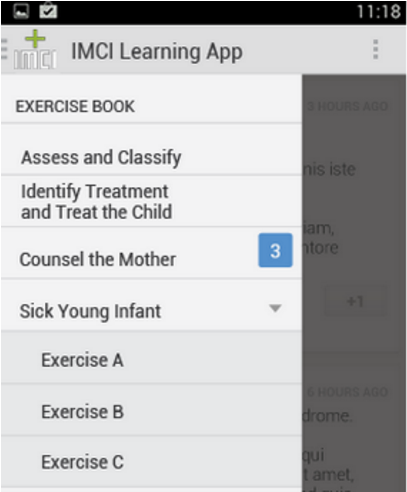 11:18
IMCI
IMCI Learning App
EXERCISE BOOK
3 HOURS AGO
Assess and Classify
nis iste
Identify Treatment
and Treat the Child
iam,
ntore
Counsel the Mother
3
Sick Young Infant
+1
Exercise A
6 HOURS AGO
Exercise B
drome.
Exercise C
qui
t amet,